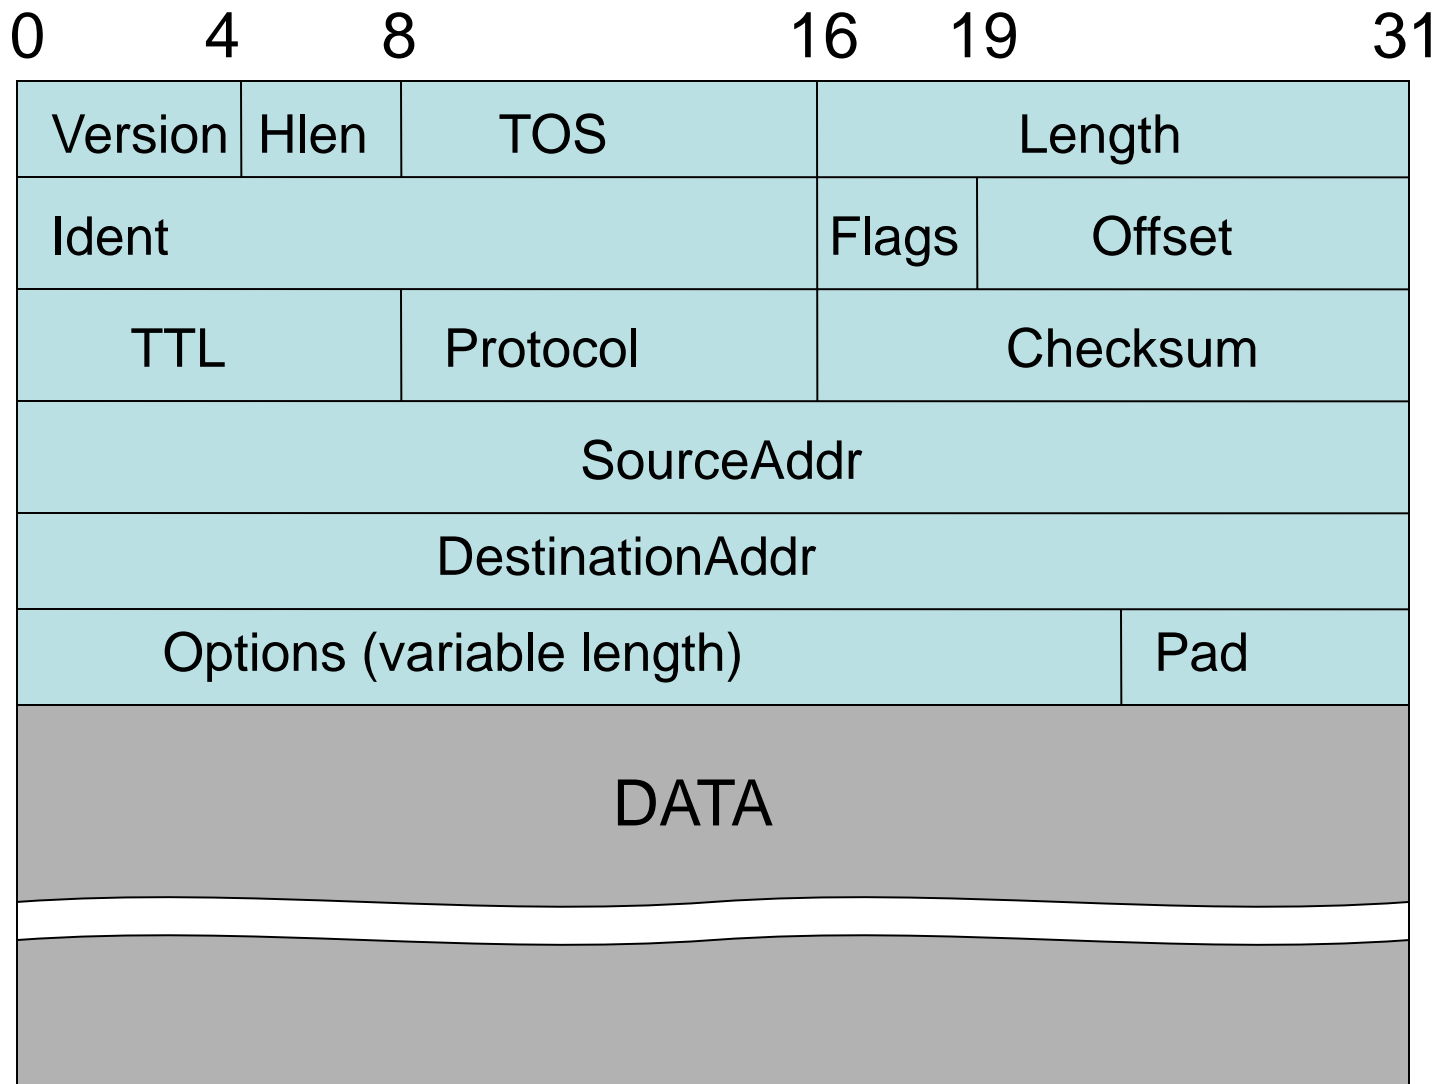 0 4 8 16 19 31
Version Hlen TOS Length
Ident Flags Offset
TTL Protocol Checksum
SourceAddr
DestinationAddr
Options (variable length) Pad
DATA